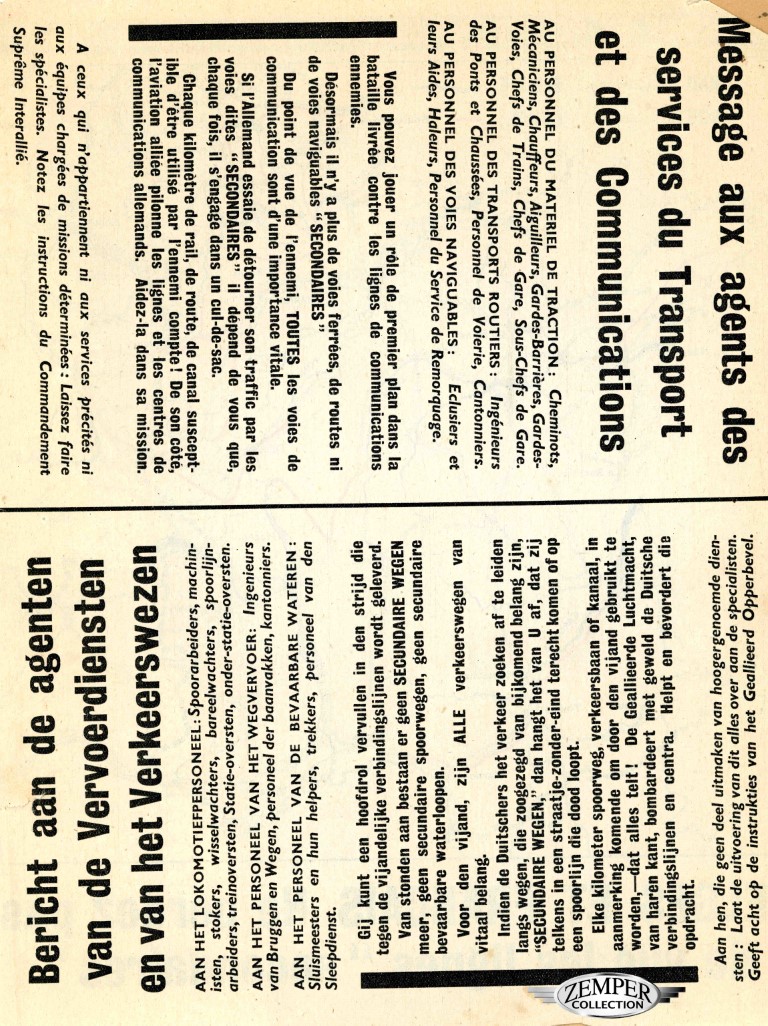 Message aux agents des
services du Transport
et des Communications
AU PERSONNEL DU MATERIEL DE TRACTION : Cheminots,
Mécaniciens, Chauffeurs, Aiguilleurs, Gardes-Barrières, Gardes-
Voies, Chefs de Trains, Chefs de Gare, Sous-Chefs de Gare.
AU PERSONNEL DES TRANSPORTS ROUTIERS : Ingénieurs
des Ponts et Chaussées, Personnel de Voierie, Cantonniers.
AU PERSONNEL DES VOIES NAVIGUABLES : Eclusiers et
leurs Aides, Haleurs, Personnel du Service de Remorquage.
Vous pouvez jouer un rôle de premier plan dans la
bataille livrée contre les lignes de communications
ennemies.
Désormais il n'y a plus de voies ferrées, de routes ni
de voies naviguables "SECONDAIRES"
Du point de vue de l'ennemi, TOUTES les voies de
communication sont d'une importance vitale.
Si l'Allemand essaie de détourner son traffic par les
voies dites "SECONDAIRES" il dépend de vous que,
chaque fois, il s'engage dans un cul-de-sac.
Chaque kilomètre de rail, de route, de canal suscept-
ible d'être utilisé par l'ennemi compte! De son côté,
l'aviation alliée pilonne les lignes et les centres de
communications allemands. Aidez-la dans sa mission.
A ceux qui n'appartiennent ni aux services précités ni
aux équipes chargées de missions déterminées : Laissez faire
les spécialistes. Notez les instructions du Commandement
Suprême Interallié.
Bericht aan de agenten
van de Vervoerdiensten
en van het Verkeerswezen
AAN HET LOKOMOTIEFPERSONEEL: Spoorarbeiders, machin-
isten, stokers, wisselwachters, bareelwachters, spoorlijn-
arbeiders, treinoversten, Statie-oversten, onder-statie-oversten.
AAN HET PERSONEEL VAN HET WEGVERVOER: Ingenieurs
van Bruggen en Wegen, personeel der baanvakken, kantonniers.
AAN HET PERSONEEL VAN DE BEVAARBARE WATEREN :
Sluismeesters en hun helpers, trekkers, personeel van den
Sleepdienst.
Gij kunt een hoofdrol vervullen in den strijd die
tegen de vijandelijke verbindingslijnen wordt geleverd.
Van stonden aan bestaan er geen SECUNDAIRE WEGEN
meer, geen secundaire spoorwegen, geen secundaire
bevaarbare waterloopen.
Voor den vijand, zijn ALLE verkeerswegen van
vitaal belang.
Indien de Duitschers het verkeer zoeken af te leiden
langs wegen, die zoogezegd van bijkomend belang zijn,
"SECUNDAIRE WEGEN," dan hangt het van U af, dat zij
telkens in een straatje-zonder-eind terecht komen of op
een spoorlijn die dood loopt.
Elke kilometer spoorweg, verkeersbaan of kanaal, in
aanmerking komende om door den vijand gebruikt te
worden,—dat alles telt! De Geallieerde Luchtmacht,
van haren kant, bombardeert met geweld de Duitsche
verbindingslijnen en centra. Helpt en bevordert die
opdracht.
Aan hen, die geen deel uitmaken van hoogergenoemde dien-
sten : Laat de uitvoering van dit alles over aan de specialisten.
Geeft acht op de instrukties van het Geallieerd Opperbevel.
ZEMPER
COLLECTION